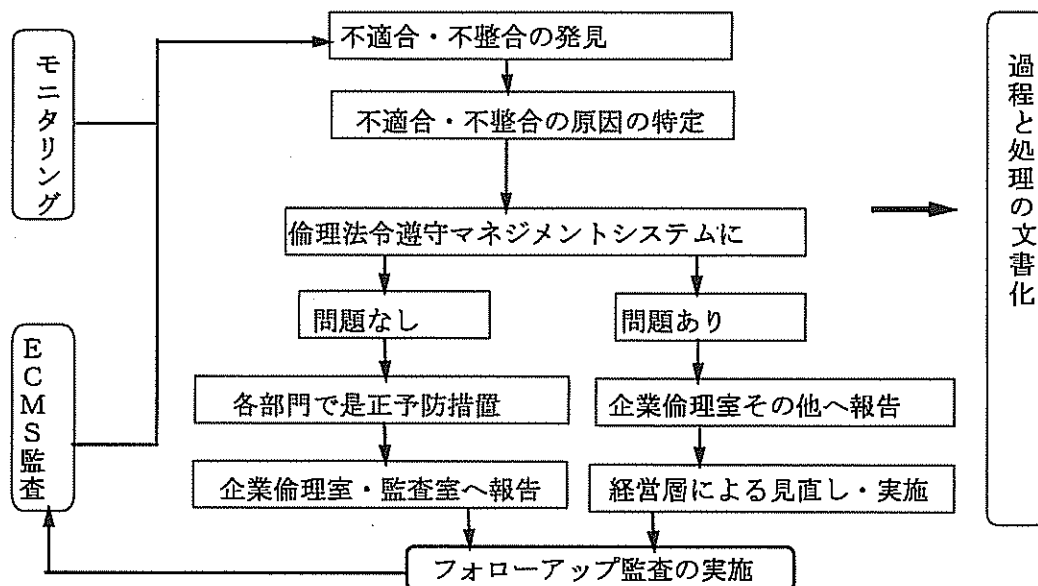 モニタリング
不適合・不整合の発見
不適合・不整合の原因の特定
倫理法令遵守マネジメントシステムに
問題なし
問題あり
各部門で是正予防措置
企業倫理室その他へ報告
企業倫理室・監査室へ報告
経営層による見直し・実施
フォローアップ監査の実施
ECMS監査
過程と処理の文書化